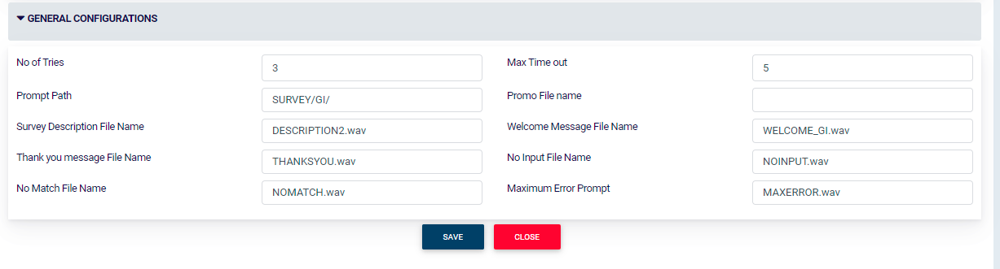 GENERAL CONFIGURATIONS
No of Tries 3 Max Time out 5
Prompt Path SURVEY/GI/ Promo File name
Survey Description File Name DESCRIPTION2.wav Welcome Message File Name WELCOME_GI.wav
Thank you message File Name THANKSYOU.wav No Input File Name NOINPUT.wav
No Match File Name NOMATCH.wav Maximum Error Prompt MAXERROR.wav
SAVE CLOSE